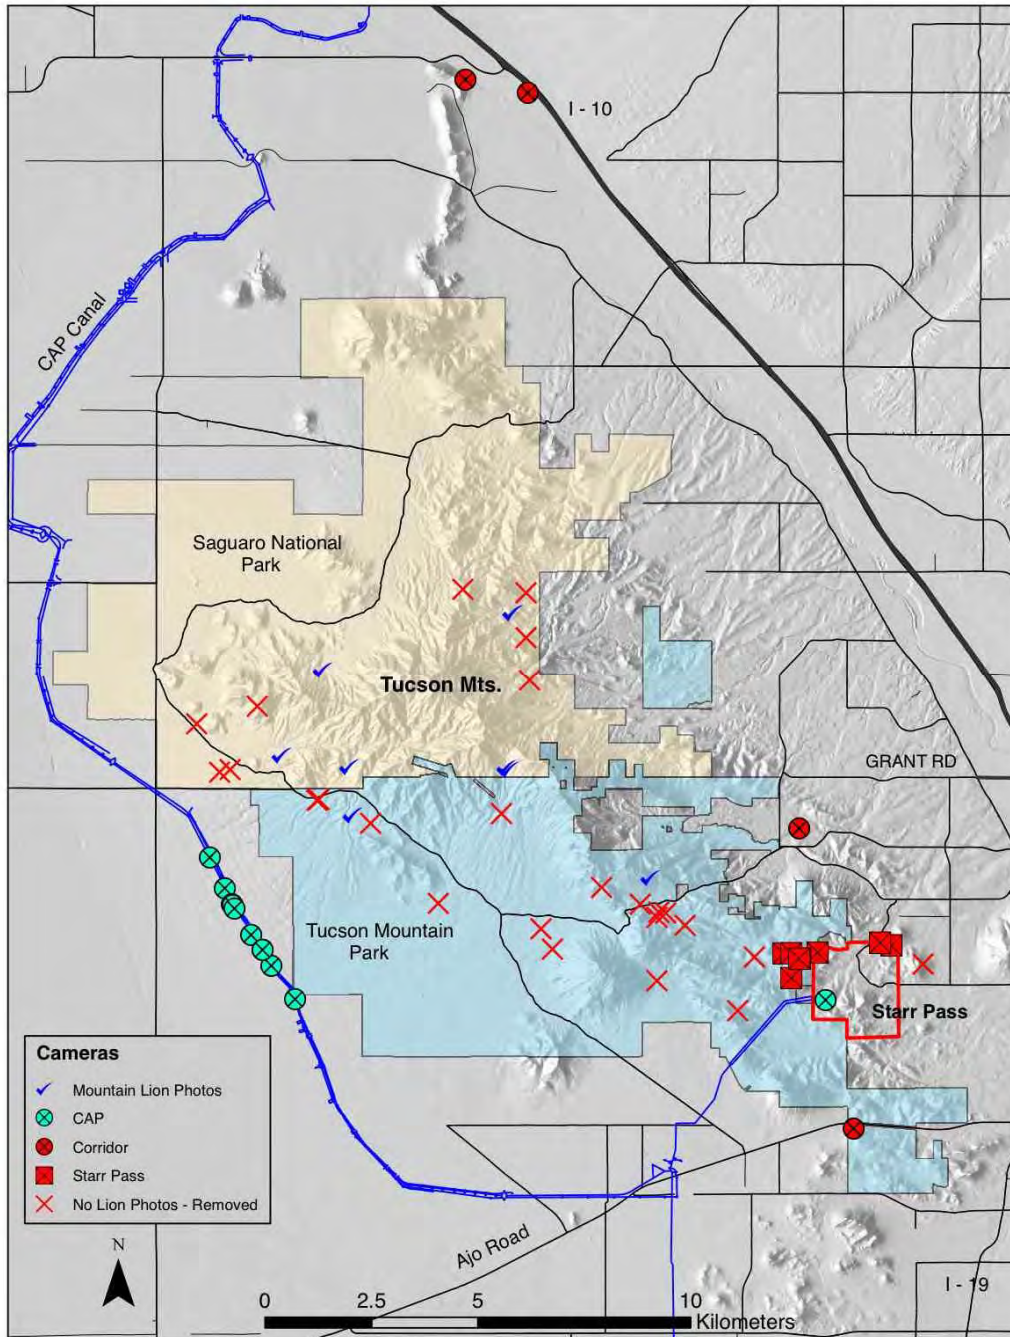 I - 10
CAP Canal
Saguaro National
Park
Tucson Mts.
GRANT RD
Tucson Mountain
Park
Starr Pass
Cameras
Mountain Lion Photos
CAP
Corridor
Starr Pass
No Lion Photos - Removed
N
Ajo Road
I - 19
0 2.5 5 10
Kilometers